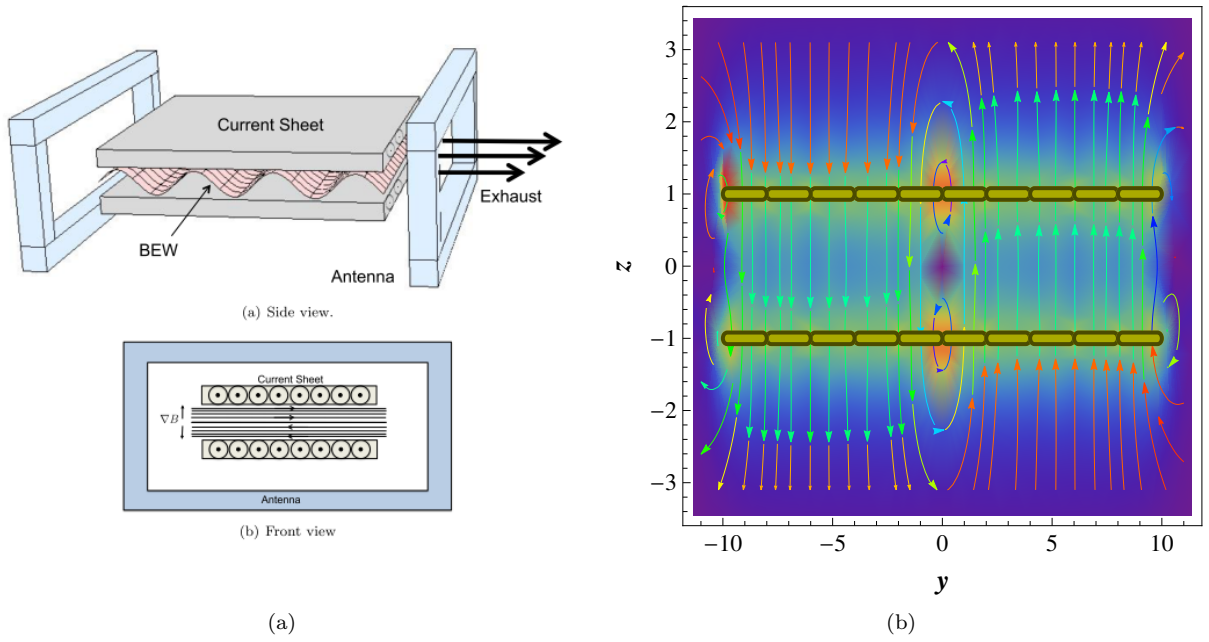 Current Sheet
Exhaust
BEW
Antenna
(a) Side view.
Current Sheet
∇B
Antenna
(b) Front view
(a)
3
2
1
0
−1
−2
−3
z
−10
−5
0
5
10
y
(b)